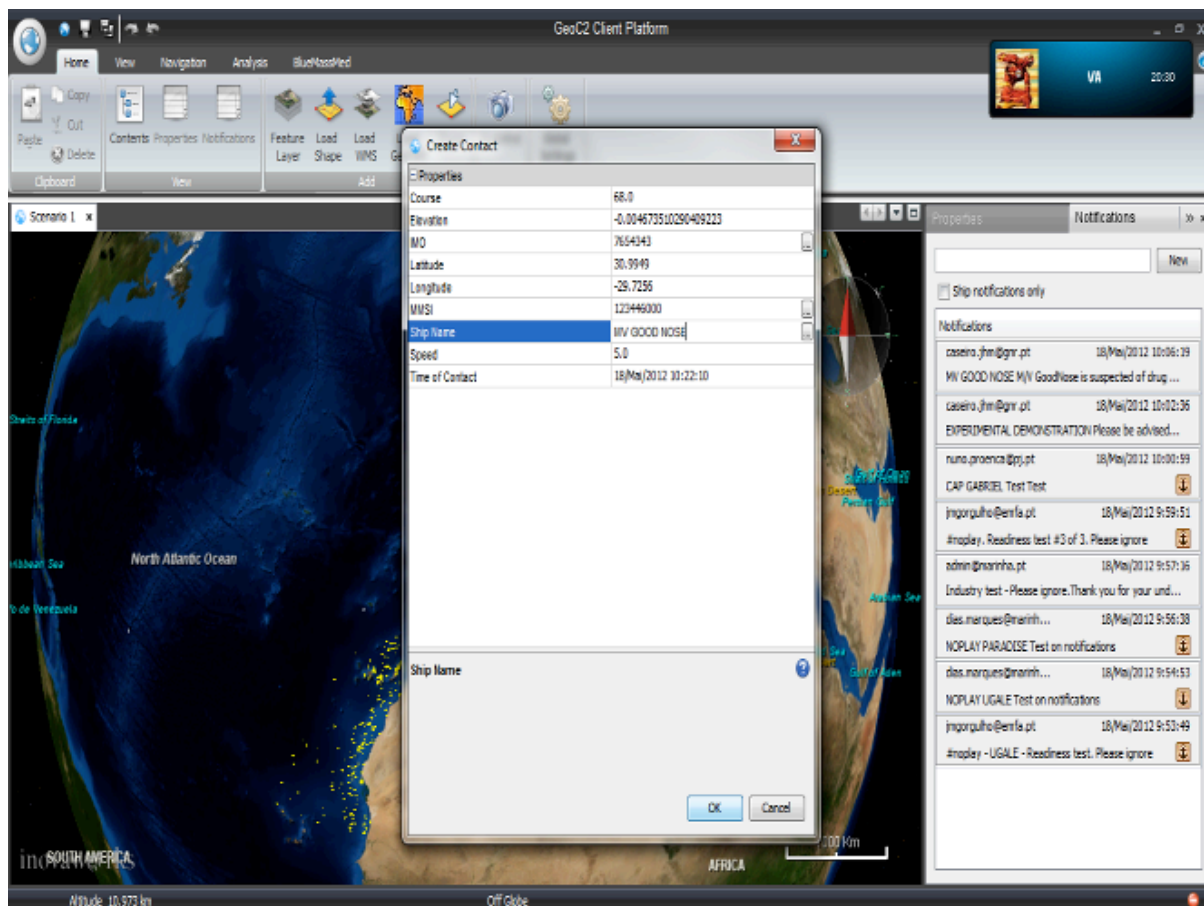 GeoC2 Client Platform
Home View Navigation Analysis BlueMassMed
VA 20:30
Paste
Copy
Cut
Delete
Clipboard
Contents Properties Notifications
View
Feature Layer
Load Shape
Load WMS
Add
Scenario 1
Create Contact
Properties
Course 68.0
Elevation -0.004673510290409223
IMO 7654343
Latitude 30.9949
Longitude -29.7256
MMSI 123446000
Ship Name MV GOOD NOSE
Speed 5.0
Time of Contact 18/Mai/2012 10:22:10
Ship Name
OK Cancel
Straits of Florida
North Atlantic Ocean
Caribbean Sea
Persian Gulf
Gulf of Aden
SOUTH AMERICA
AFRICA
Properties Notifications
New
Ship notifications only
Notifications
caseiro.jhm@gnr.pt 18/Mai/2012 10:06:19
MV GOOD NOSE M/V GoodNose is suspected of drug ...
caseiro.jhm@gnr.pt 18/Mai/2012 10:02:36
EXPERIMENTAL DEMONSTRATION Please be advised...
nuno.proenca@pj.pt 18/Mai/2012 10:00:59
CAP GABRIEL Test Test
jmgorgulho@emfa.pt 18/Mai/2012 9:59:51
#noplay. Readiness test #3 of 3. Please ignore
admin@marinha.pt 18/Mai/2012 9:57:16
Industry test - Please ignore.Thank you for your und...
dias.marques@marinh... 18/Mai/2012 9:56:38
NOPLAY PARADISE Test on notifications
dias.marques@marinh... 18/Mai/2012 9:54:53
NOPLAY UGALE Test on notifications
jmgorgulho@emfa.pt 18/Mai/2012 9:53:49
#noplay - UGALE - Readiness test. Please ignore
Altitude 10.973 km Off Globe